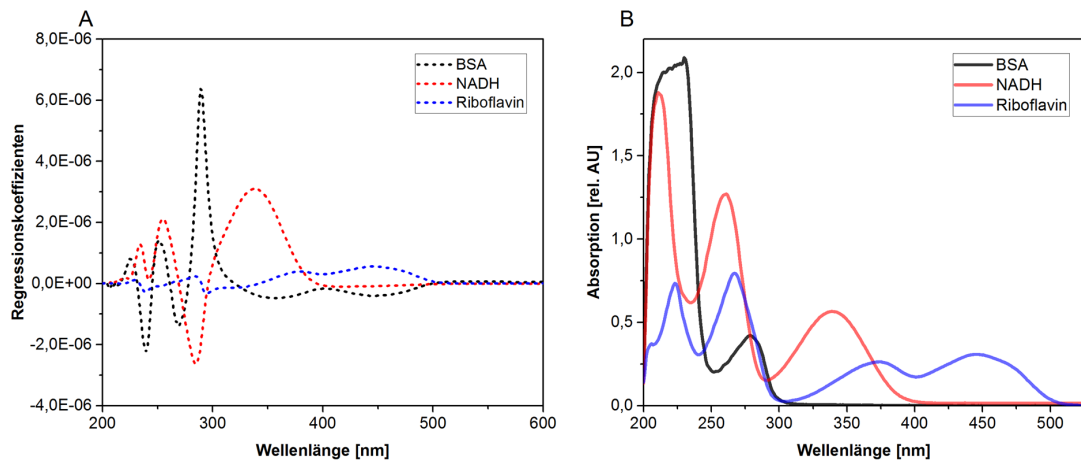 A
8,0E-06
6,0E-06
4,0E-06
2,0E-06
0,0E+00
-2,0E-06
-4,0E-06
Regressionskoeffizienten
200 300 400 500 600
Wellenlänge [nm]
BSA
NADH
Riboflavin
B
2,0
1,5
1,0
0,5
0,0
Absorption [rel. AU]
200 250 300 350 400 450 500
Wellenlänge [nm]
BSA
NADH
Riboflavin